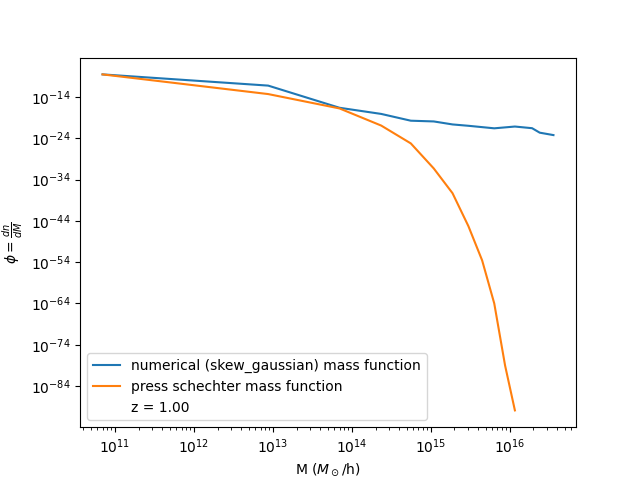 10^{-14}
10^{-24}
10^{-34}
10^{-44}
10^{-54}
10^{-64}
10^{-74}
10^{-84}
ϕ = dn/dM
numerical (skew_gaussian) mass function
press schechter mass function
z = 1.00
10^{11} 10^{12} 10^{13} 10^{14} 10^{15} 10^{16}
M (M_⊙/h)